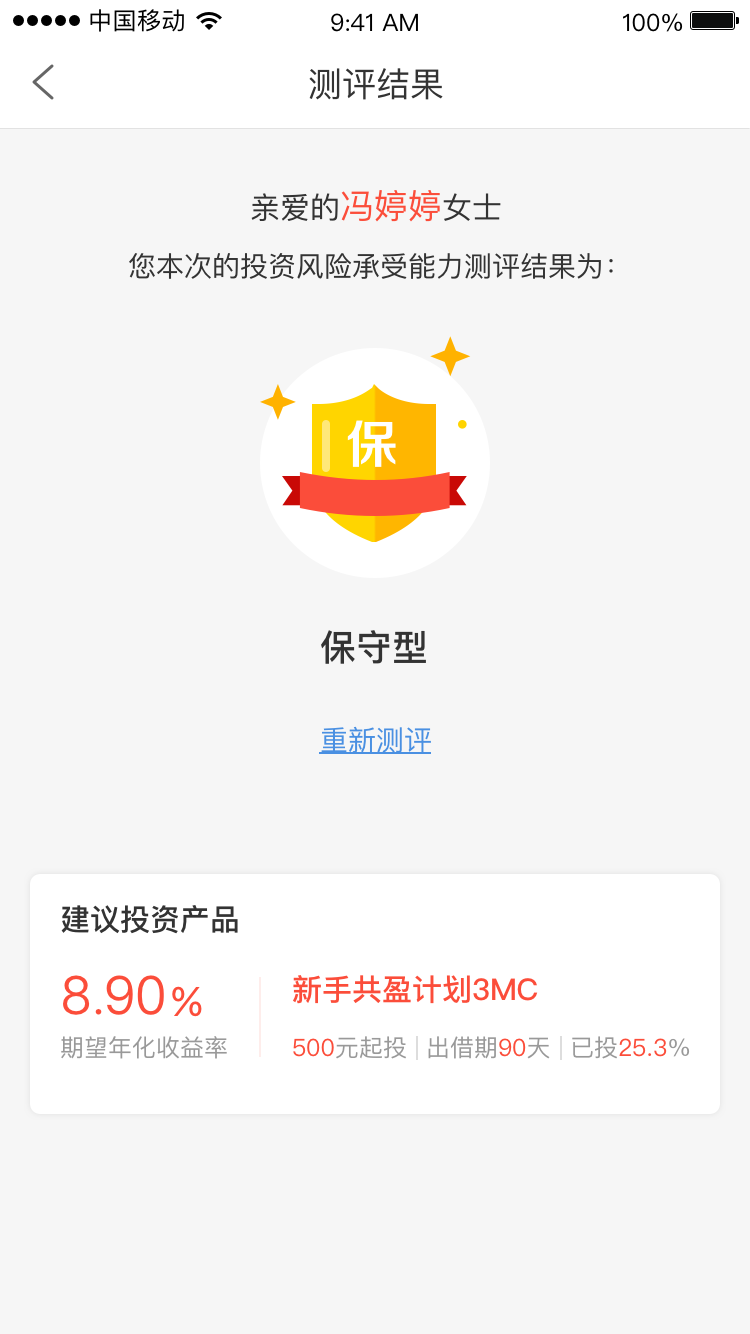 中国移动 9:41 AM 100%
测评结果
亲爱的冯婷婷女士
您本次的投资风险承受能力测评结果为：
保
保守型
重新测评
建议投资产品
8.90% 新手共盈计划3MC
期望年化收益率 500元起投 | 出借期90天 | 已投25.3%